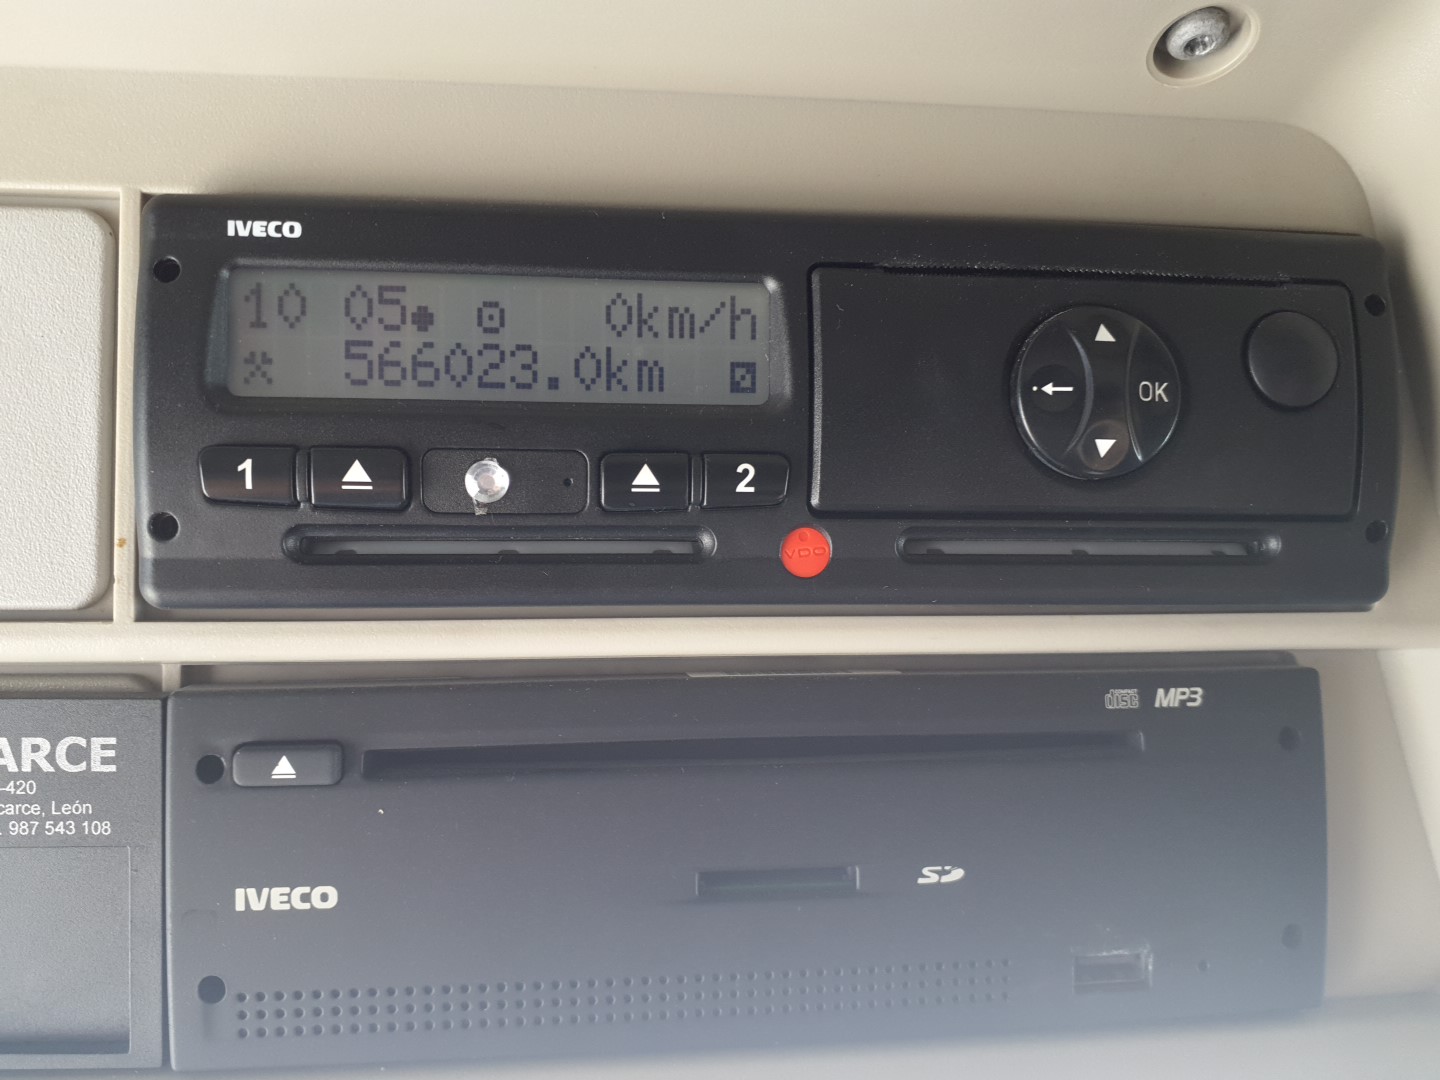 IVECO
10 05 0km/h
566023.0km
1 2
OK
VDO
disc MP3
ARCE
-420
carce, León
. 987 543 108
SD
IVECO